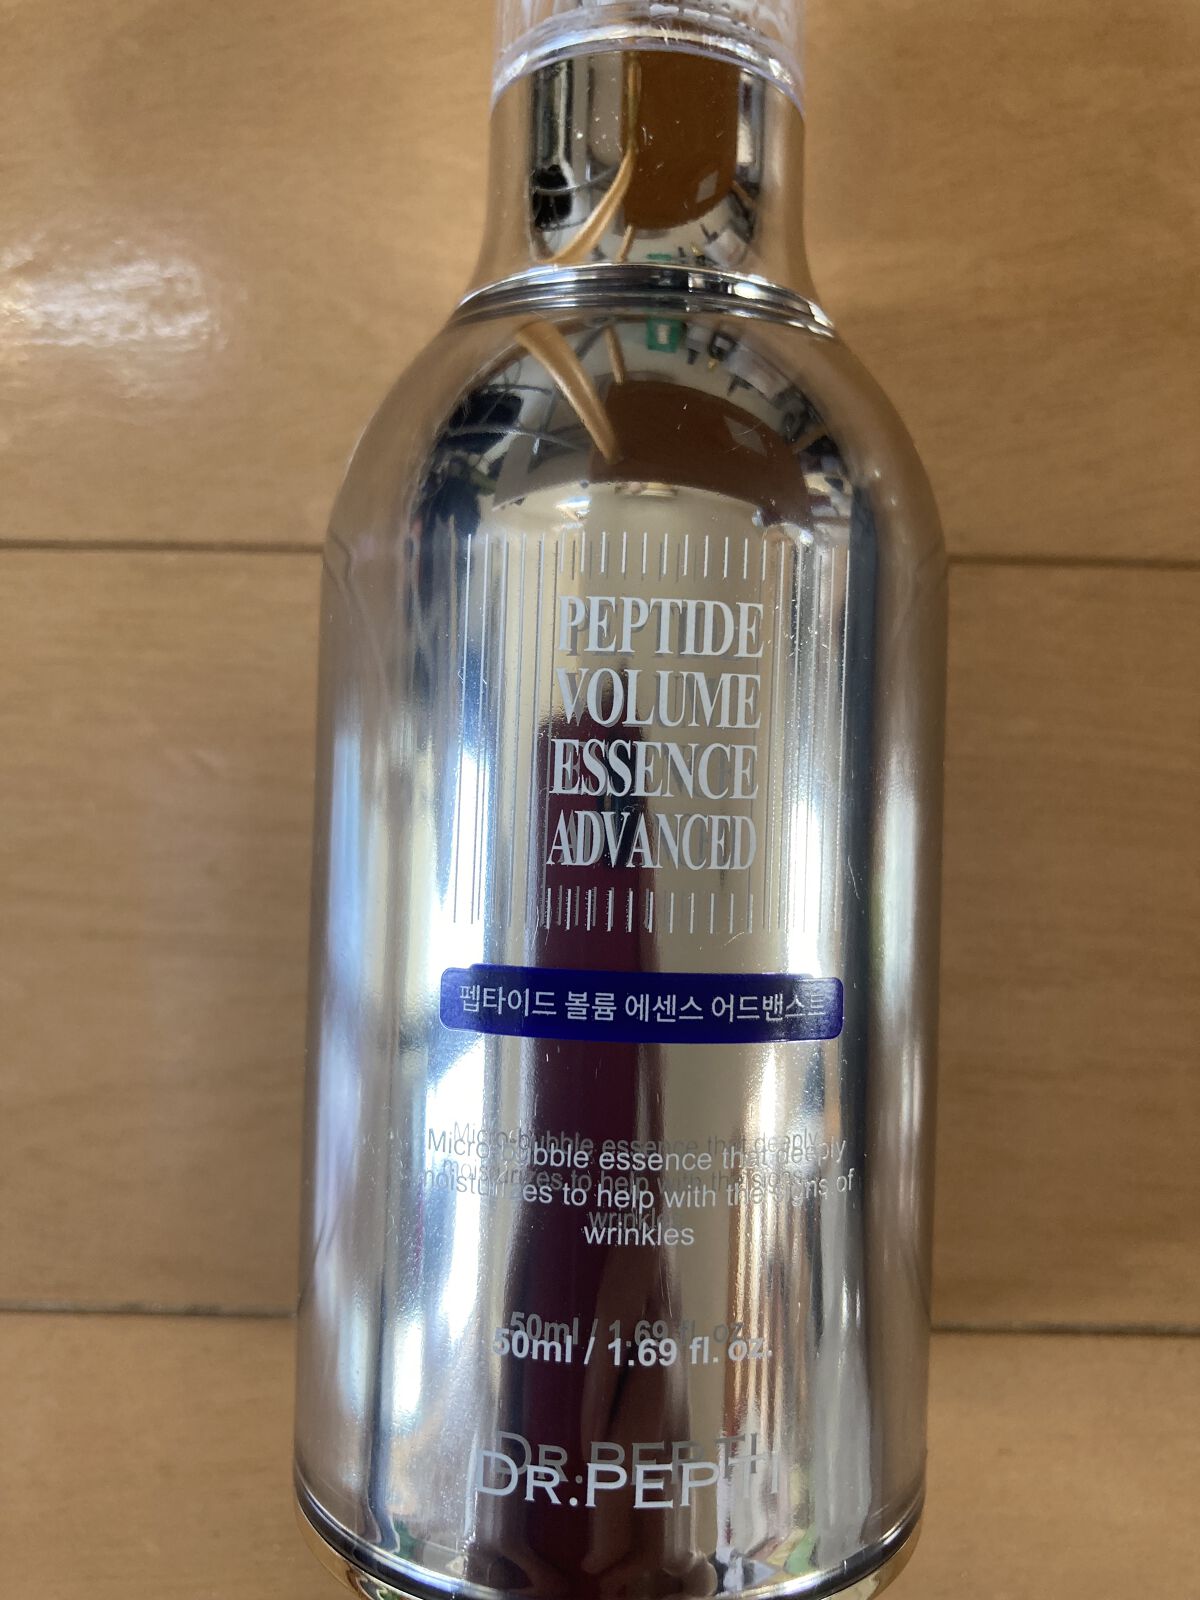 PEPTIDE
VOLUME
ESSENCE
ADVANCED
펩타이드 볼륨 에센스 어드밴스트
Micro-bubble essence that deeply
moisturizes to help with the signs of
wrinkles
50ml / 1.69 fl. oz.
DR.PEPTI